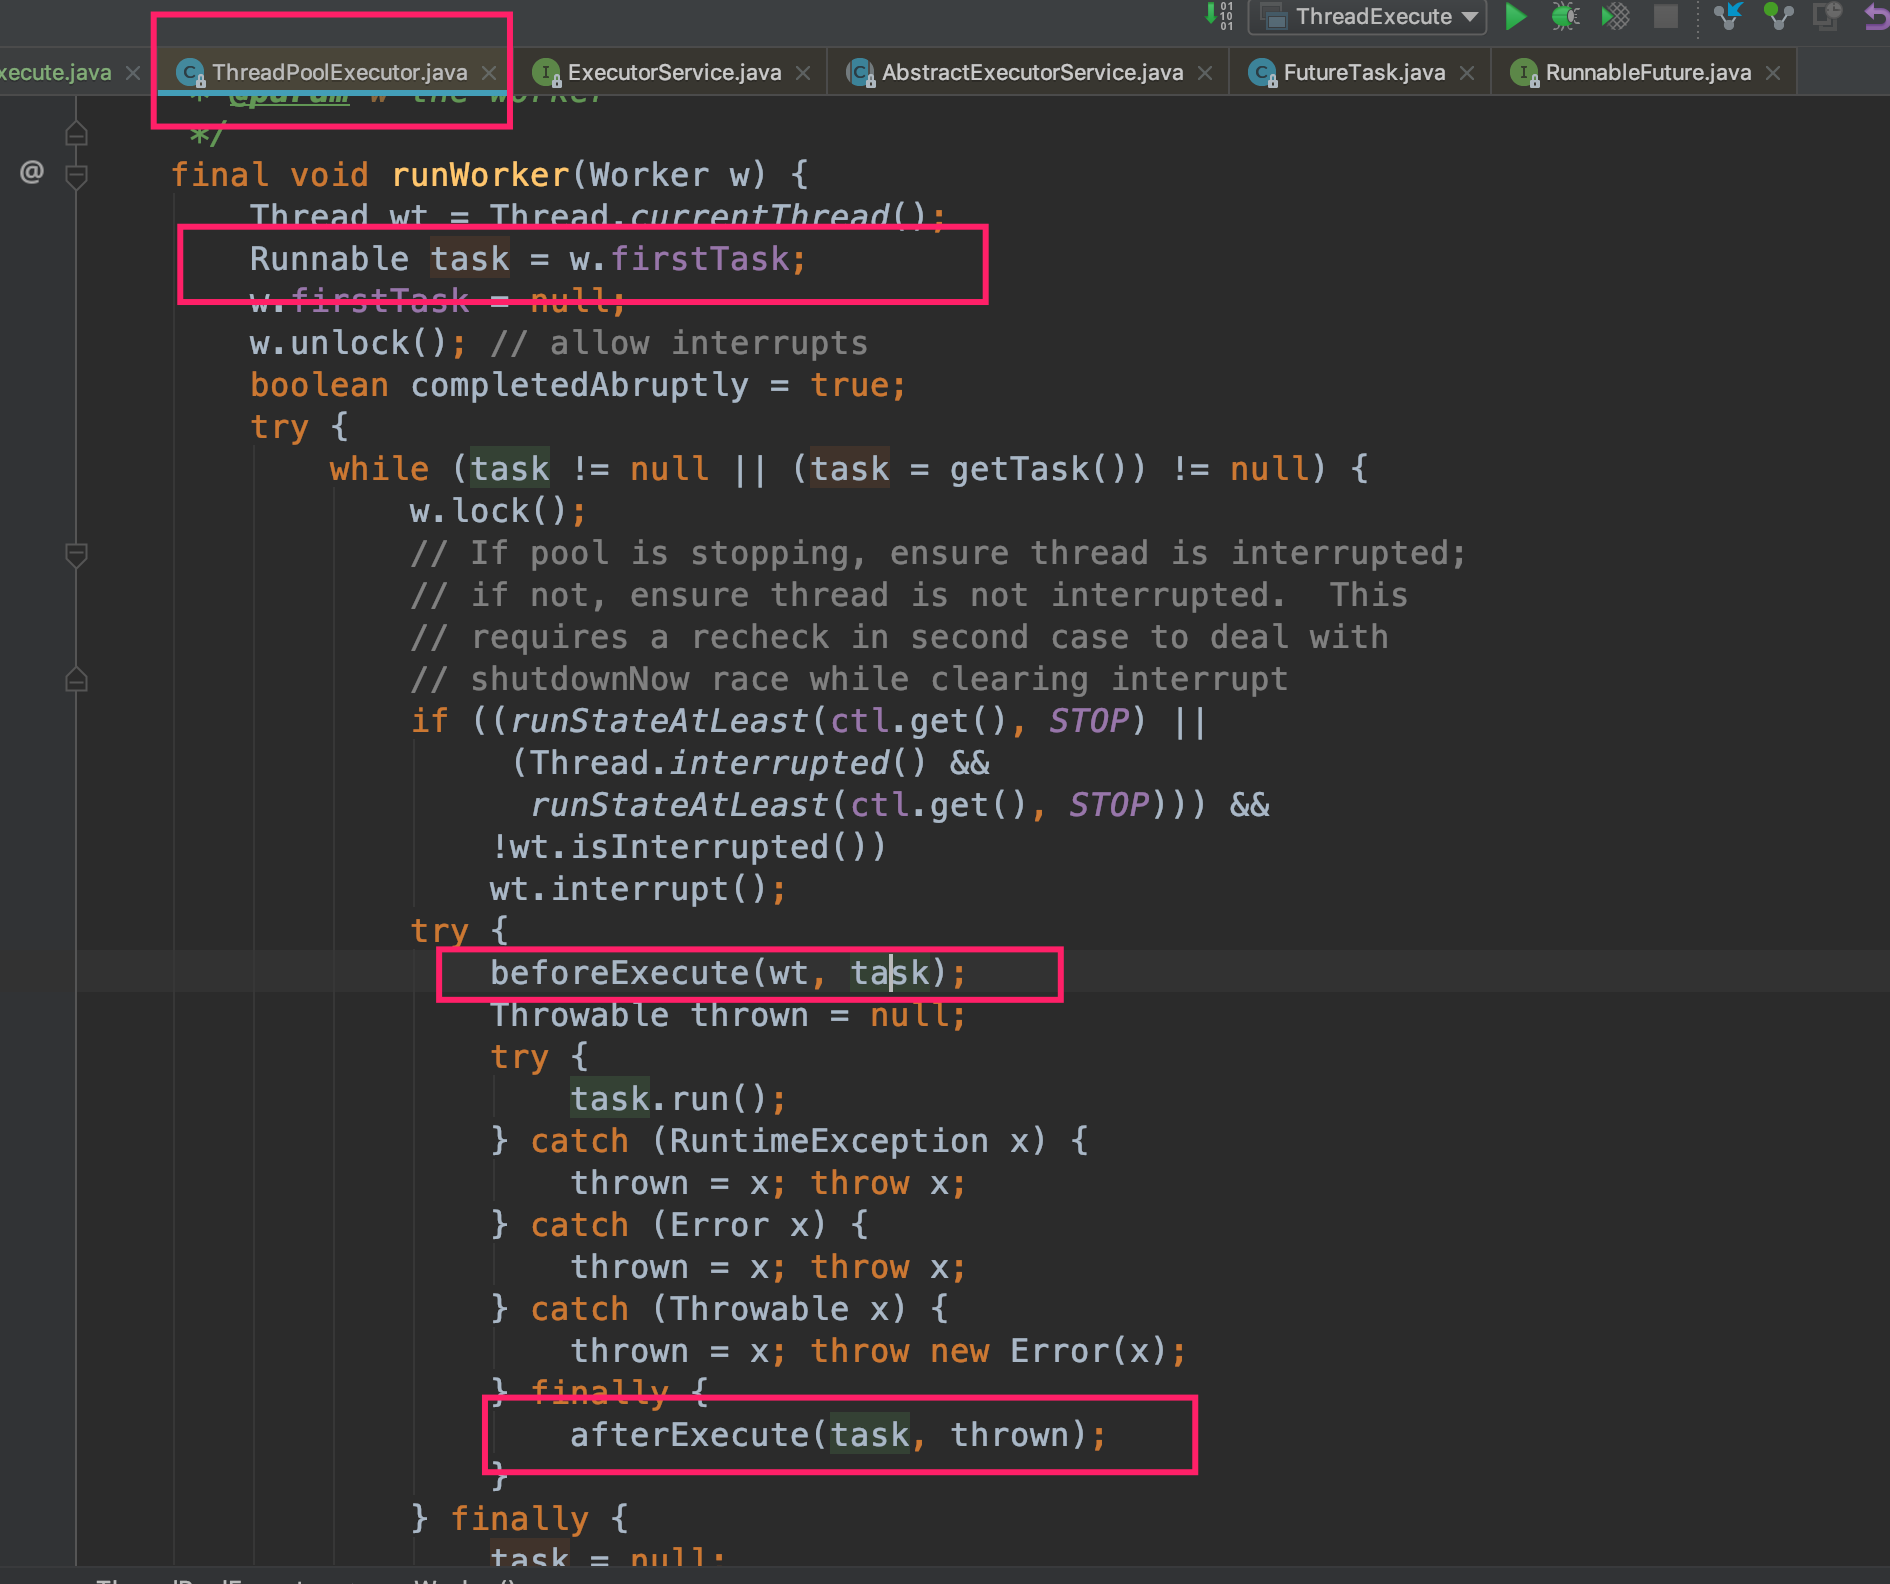 01
10
01
ThreadExecute
xecute.java
ThreadPoolExecutor.java
ExecutorService.java
AbstractExecutorService.java
FutureTask.java
RunnableFuture.java
* @param w the worker
*/
@
final void runWorker(Worker w) {
Thread wt = Thread.currentThread();
Runnable task = w.firstTask;
w.firstTask = null;
w.unlock(); // allow interrupts
boolean completedAbruptly = true;
try {
while (task != null || (task = getTask()) != null) {
w.lock();
// If pool is stopping, ensure thread is interrupted;
// if not, ensure thread is not interrupted.  This
// requires a recheck in second case to deal with
// shutdownNow race while clearing interrupt
if ((runStateAtLeast(ctl.get(), STOP) ||
(Thread.interrupted() &&
runStateAtLeast(ctl.get(), STOP))) &&
!wt.isInterrupted())
wt.interrupt();
try {
beforeExecute(wt, task);
Throwable thrown = null;
try {
task.run();
} catch (RuntimeException x) {
thrown = x; throw x;
} catch (Error x) {
thrown = x; throw x;
} catch (Throwable x) {
thrown = x; throw new Error(x);
} finally {
afterExecute(task, thrown);
}
} finally {
task = null;